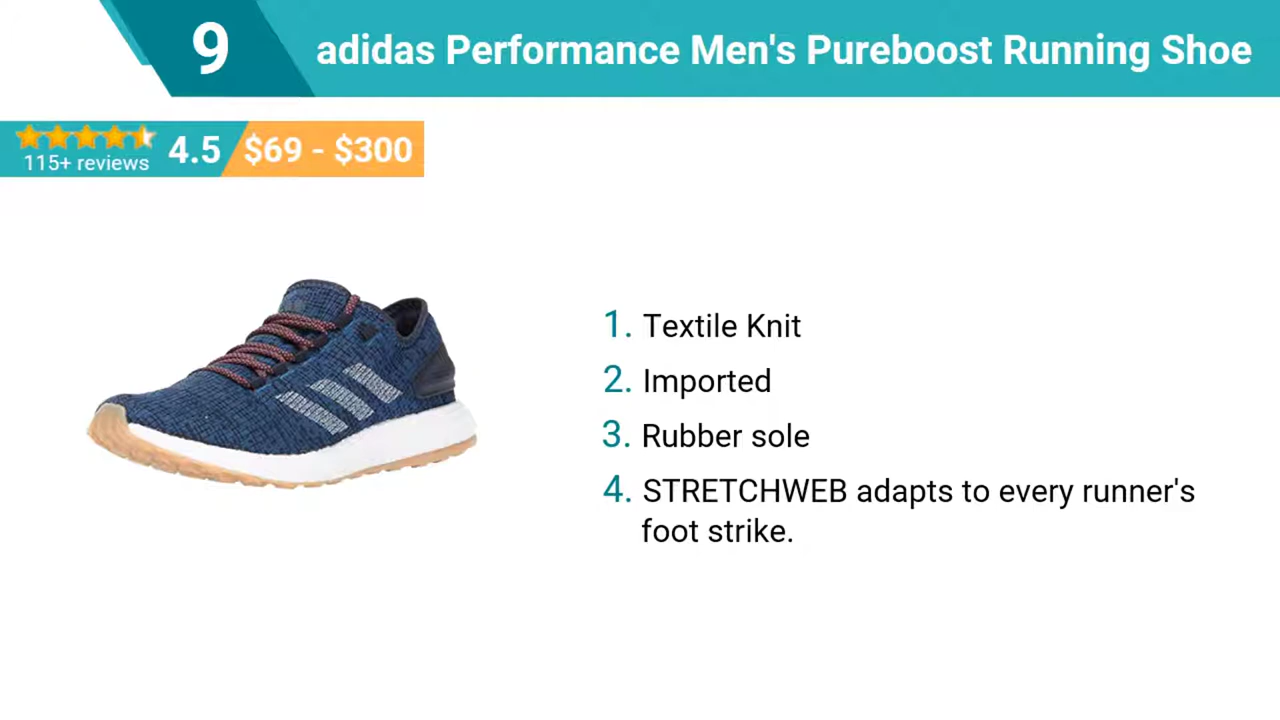 9
adidas Performance Men's Pureboost Running Shoe
115+ reviews
4.5
$69 - $300
1. Textile Knit
2. Imported
3. Rubber sole
4. STRETCHWEB adapts to every runner's
foot strike.